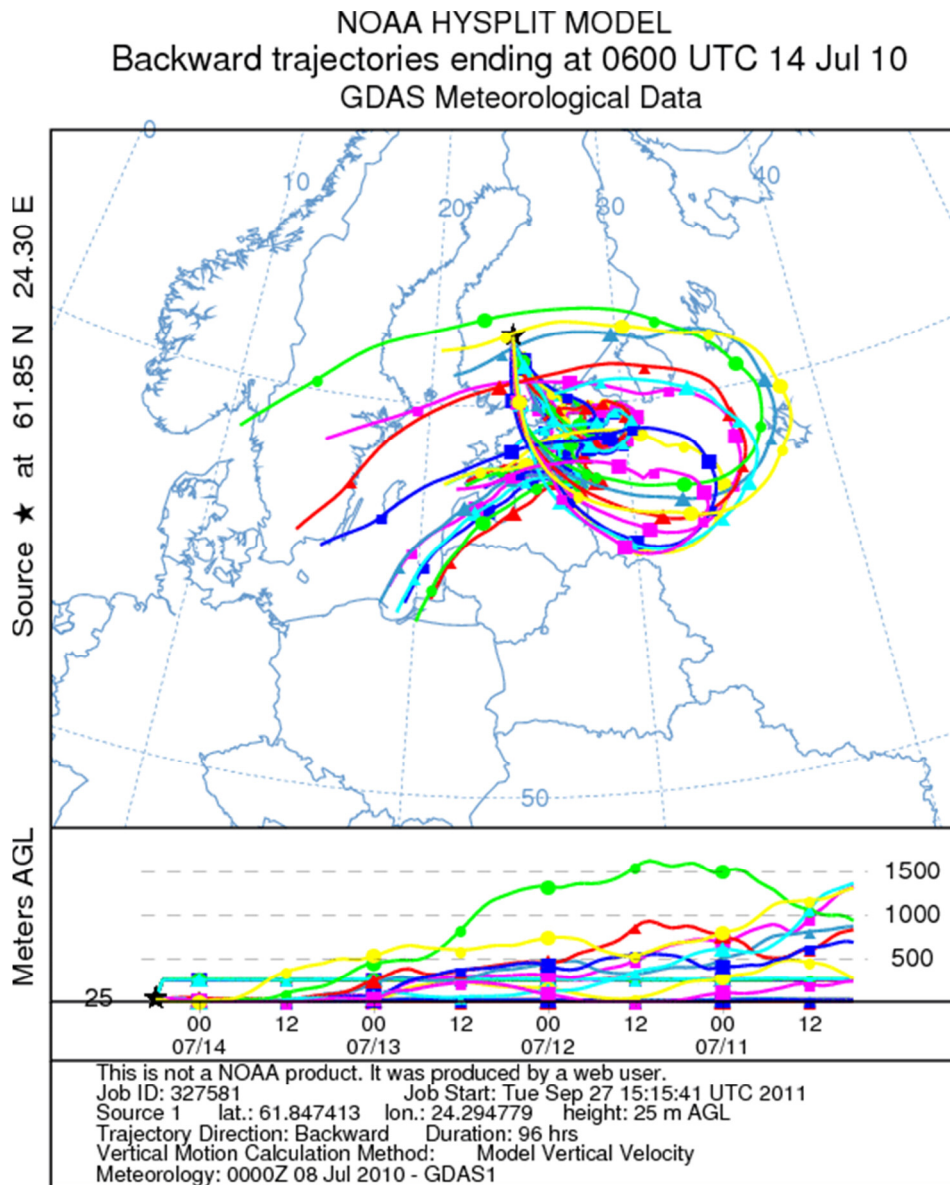 NOAA HYSPLIT MODEL
Backward trajectories ending at 0600 UTC 14 Jul 10
GDAS Meteorological Data
Source ★ at 61.85 N 24.30 E
0
10
20
30
40
50
Meters AGL
1500
1000
500
25
00 12 00 12 00 12 00 12
07/14 07/13 07/12 07/11
This is not a NOAA product. It was produced by a web user.
Job ID: 327581 Job Start: Tue Sep 27 15:15:41 UTC 2011
Source 1 lat.: 61.847413 lon.: 24.294779 height: 25 m AGL
Trajectory Direction: Backward Duration: 96 hrs
Vertical Motion Calculation Method: Model Vertical Velocity
Meteorology: 0000Z 08 Jul 2010 - GDAS1